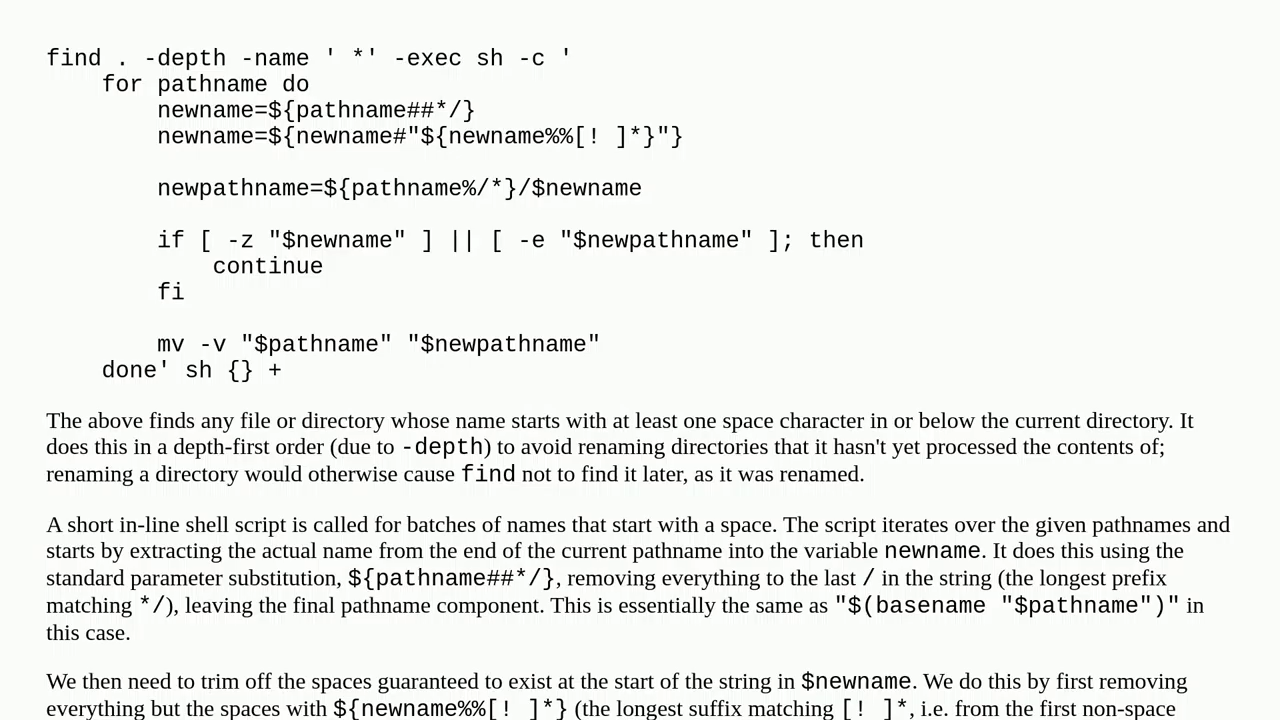 find . -depth -name ' *' -exec sh -c '
    for pathname do
        newname=${pathname##*/}
        newname=${newname#"${newname%%[! ]*}"}

        newpathname=${pathname%/*}/$newname

        if [ -z "$newname" ] || [ -e "$newpathname" ]; then
            continue
        fi

        mv -v "$pathname" "$newpathname"
    done' sh {} +
The above finds any file or directory whose name starts with at least one space character in or below the current directory. It
does this in a depth-first order (due to -depth) to avoid renaming directories that it hasn't yet processed the contents of;
renaming a directory would otherwise cause find not to find it later, as it was renamed.
A short in-line shell script is called for batches of names that start with a space. The script iterates over the given pathnames and
starts by extracting the actual name from the end of the current pathname into the variable newname. It does this using the
standard parameter substitution, ${pathname##*/}, removing everything to the last / in the string (the longest prefix
matching */), leaving the final pathname component. This is essentially the same as "$(basename "$pathname")" in
this case.
We then need to trim off the spaces guaranteed to exist at the start of the string in $newname. We do this by first removing
everything but the spaces with ${newname%%[! ]*} (the longest suffix matching [! ]*, i.e. from the first non-space